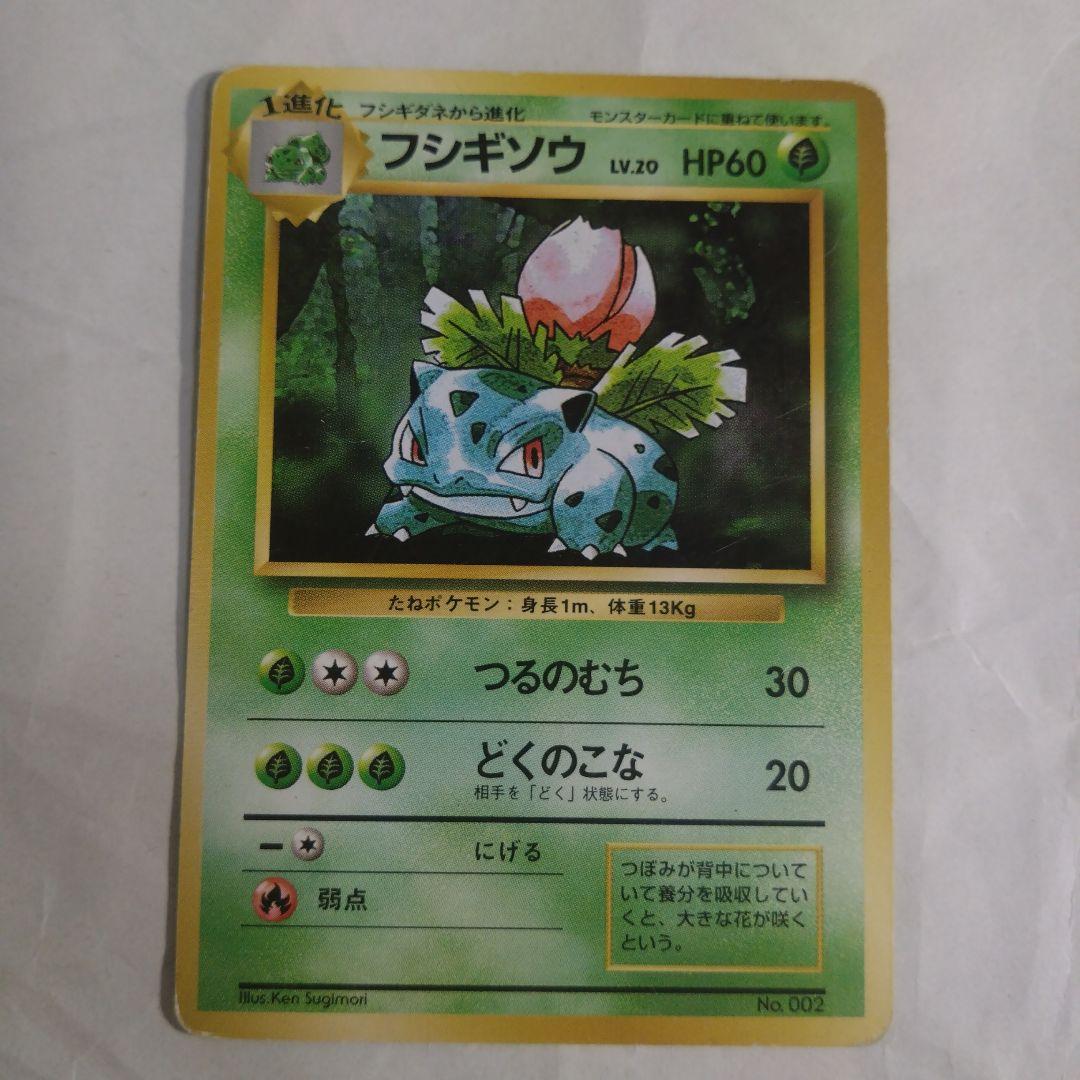 1進化 フシギダネから進化 モンスターカードに重ねて使います。
フシギソウ LV.20 HP60
たねポケモン：身長1m、体重13Kg
つるのむち 30
どくのこな 20
相手を「どく」状態にする。
ー にげる
弱点
つぼみが背中についてい
て養分を吸収してい
くと、大きな花が咲く
という。
Illus.Ken Sugimori No. 002